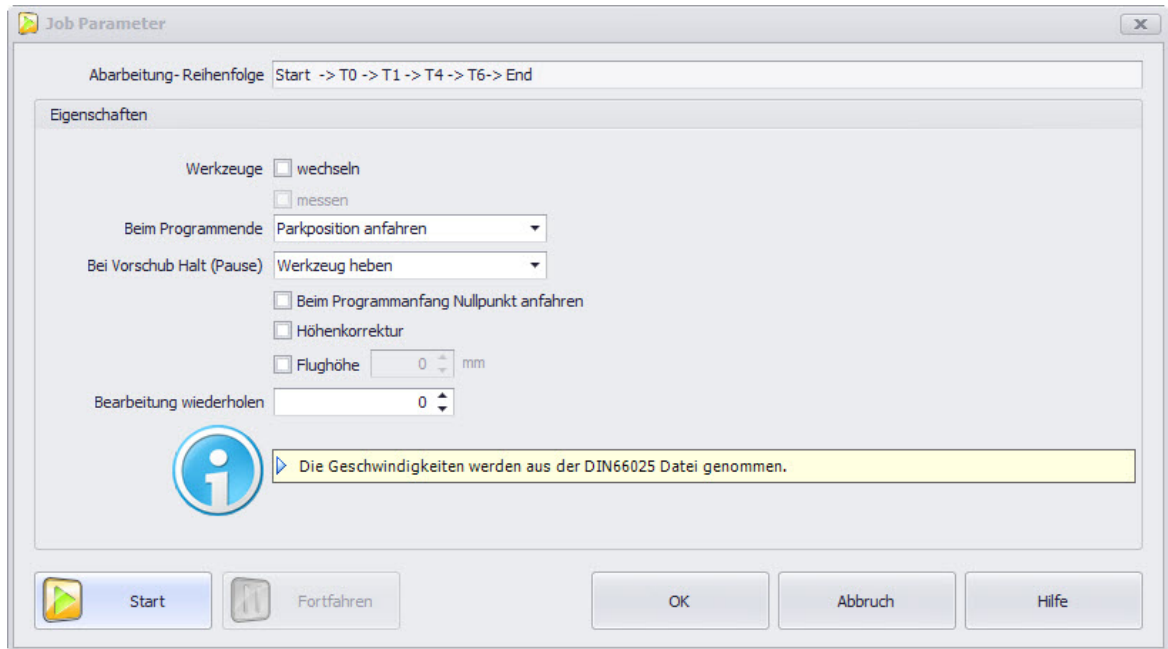 Job Parameter
Abarbeitung-Reihenfolge Start -> T0 -> T1 -> T4 -> T6-> End
Eigenschaften
Werkzeuge wechseln
messen
Beim Programmende Parkposition anfahren
Bei Vorschub Halt (Pause) Werkzeug heben
Beim Programmanfang Nullpunkt anfahren
Höhenkorrektur
Flughöhe 0 mm
Bearbeitung wiederholen 0
Die Geschwindigkeiten werden aus der DIN66025 Datei genommen.
Start Fortfahren OK Abbruch Hilfe